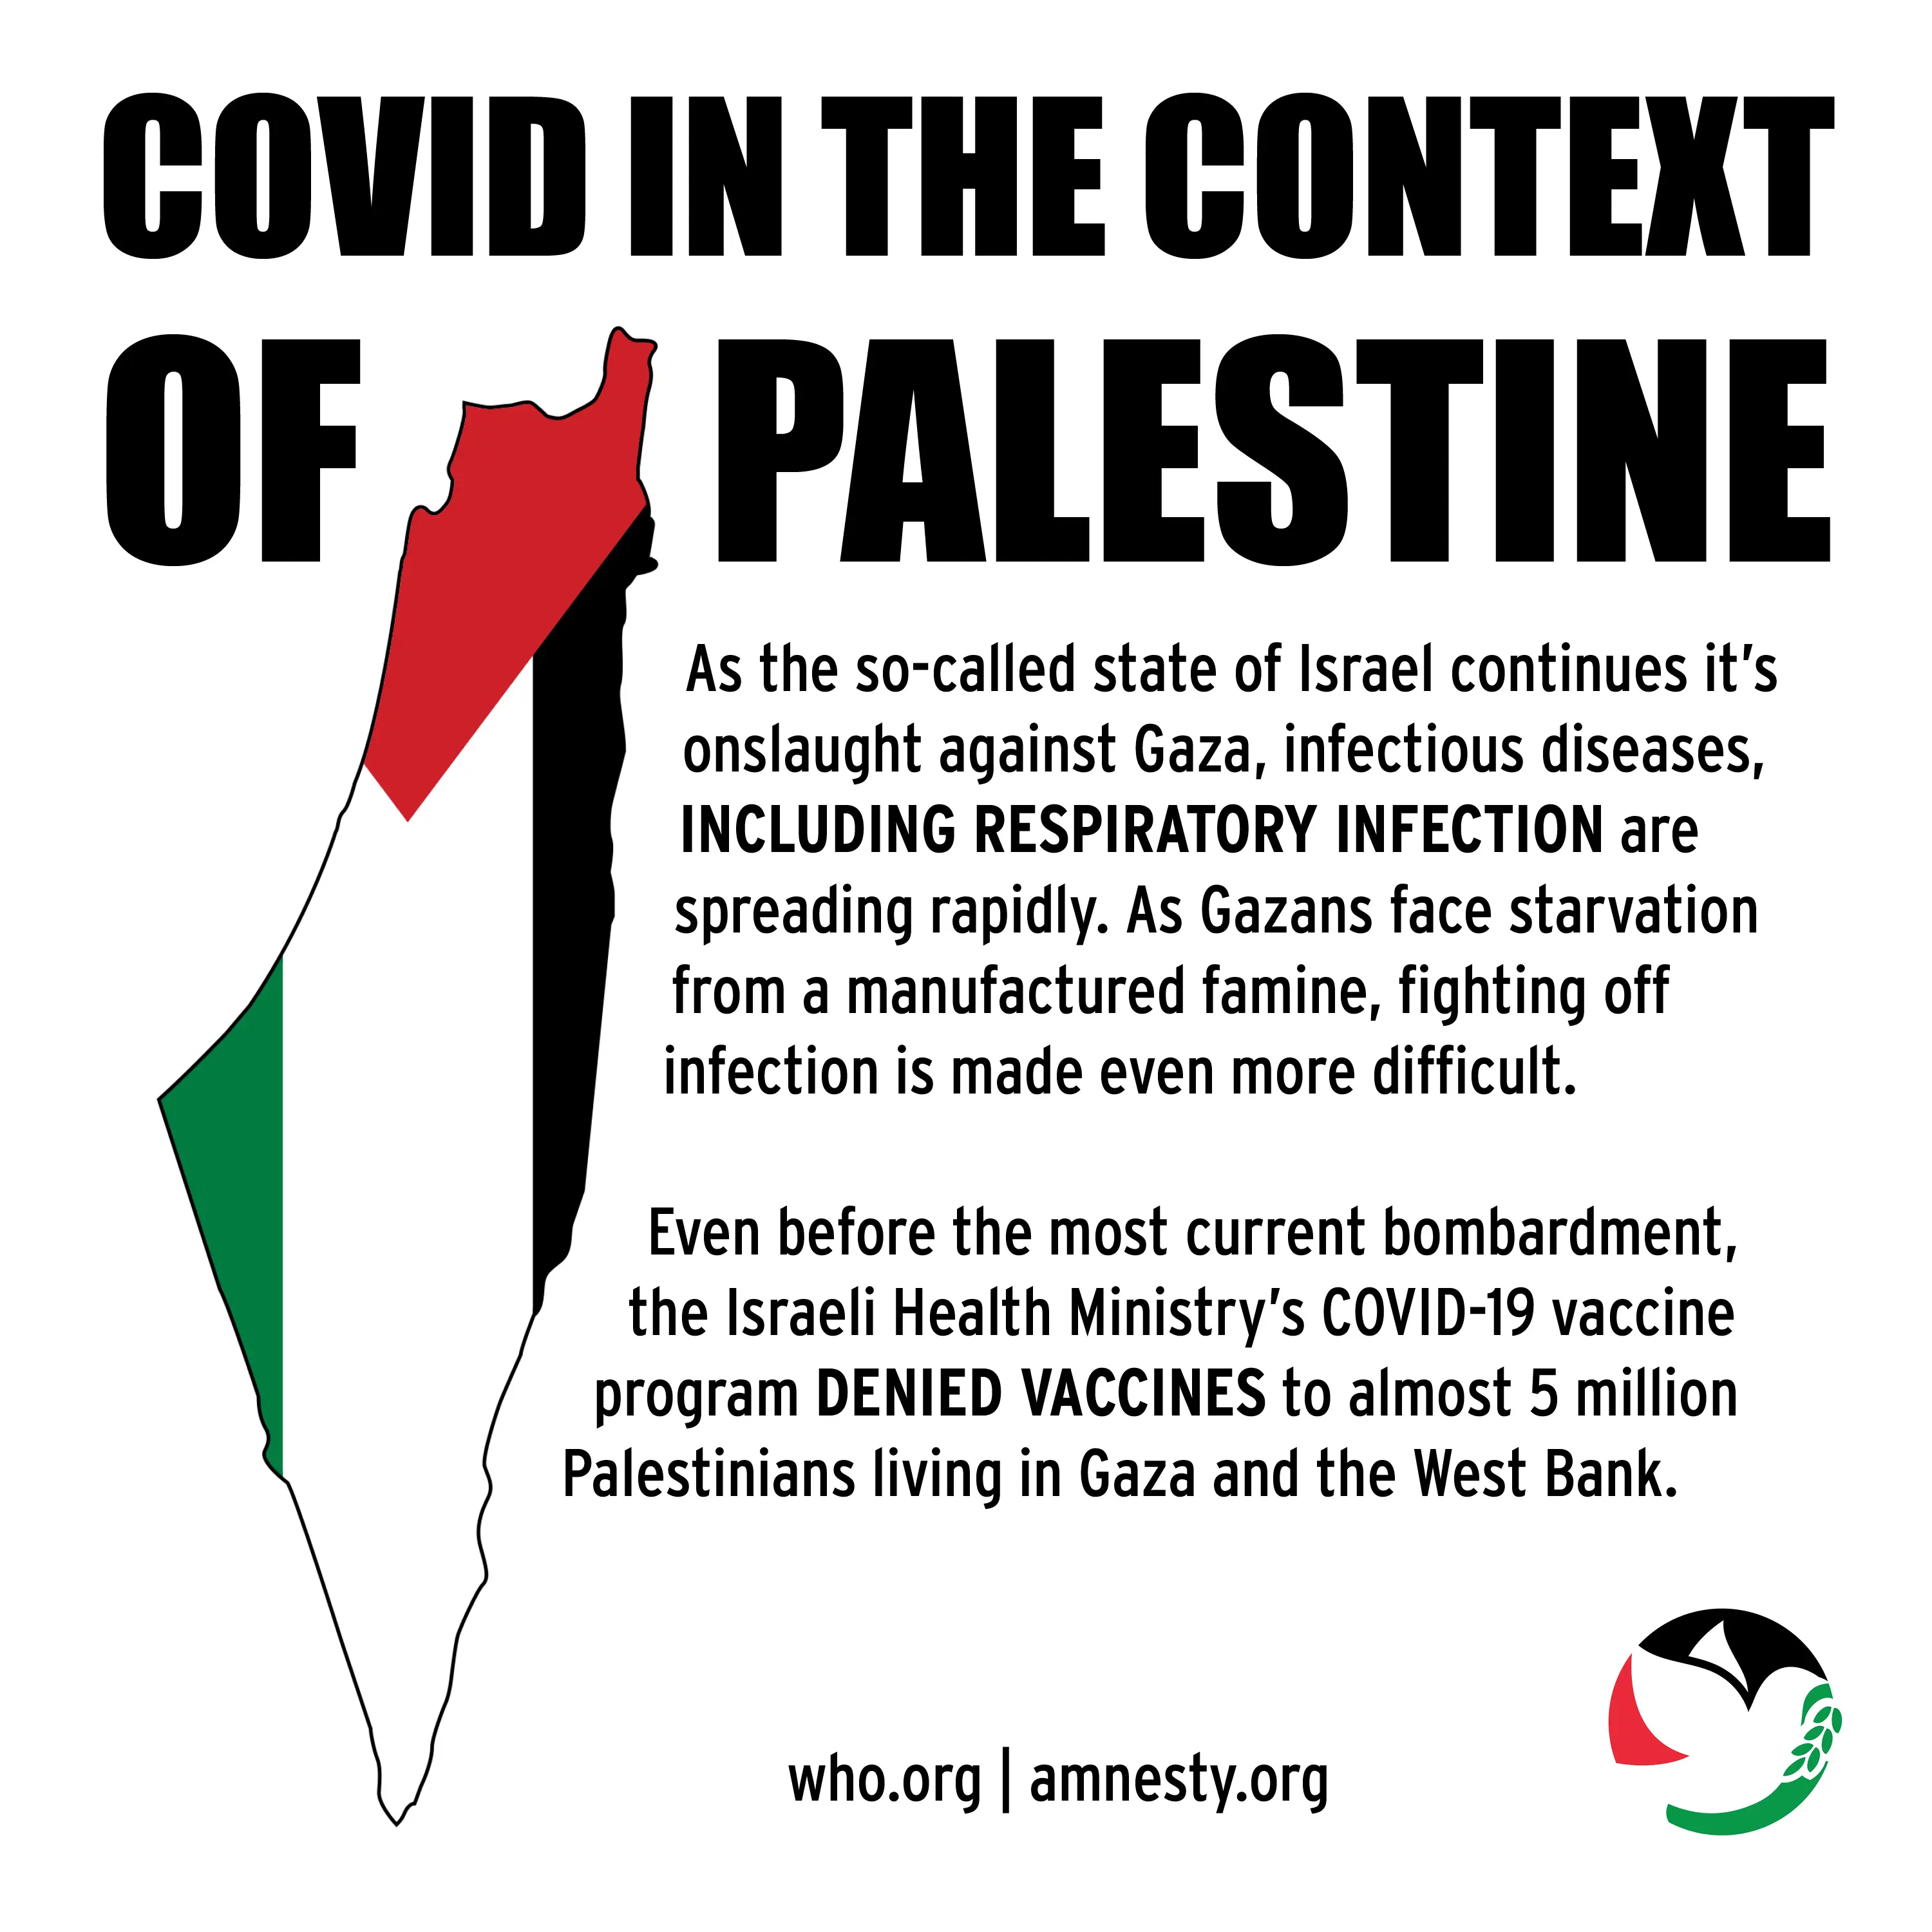 COVID IN THE CONTEXT
OF PALESTINE
As the so-called state of Israel continues it's
onslaught against Gaza, infectious diseases,
INCLUDING RESPIRATORY INFECTION are
spreading rapidly. As Gazans face starvation
from a manufactured famine, fighting off
infection is made even more difficult.
Even before the most current bombardment,
the Israeli Health Ministry's COVID-19 vaccine
program DENIED VACCINES to almost 5 million
Palestinians living in Gaza and the West Bank.
who.org | amnesty.org